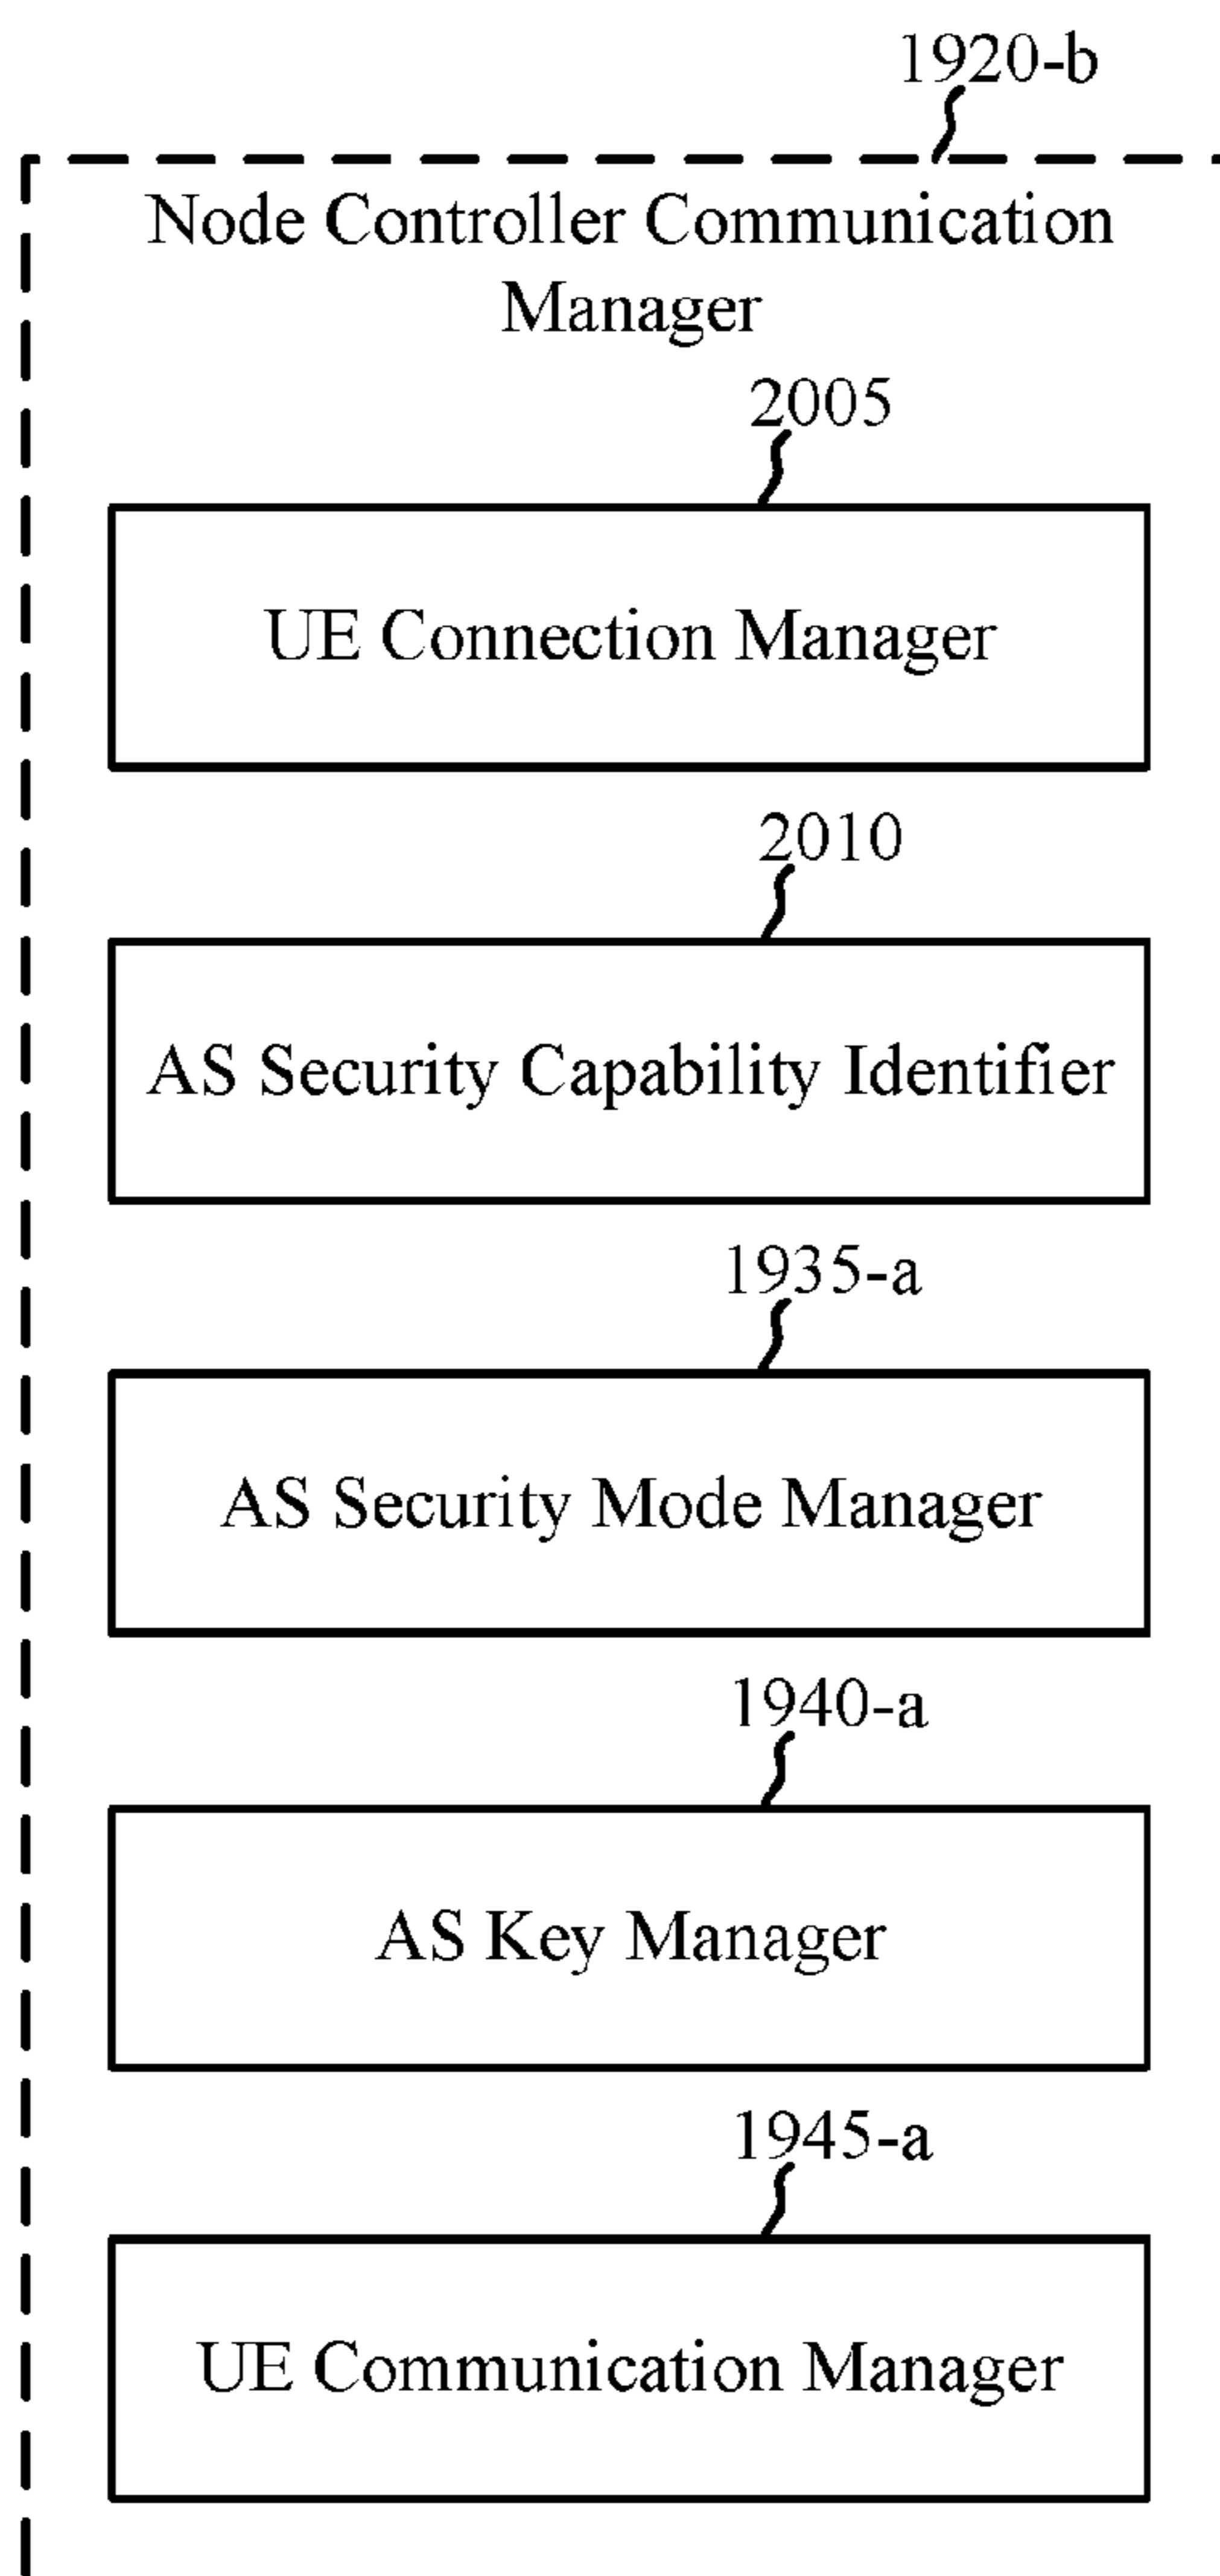 1920-b
Node Controller Communication
Manager
2005
UE Connection Manager
2010
AS Security Capability Identifier
1935-a
AS Security Mode Manager
1940-a
AS Key Manager
1945-a
UE Communication Manager